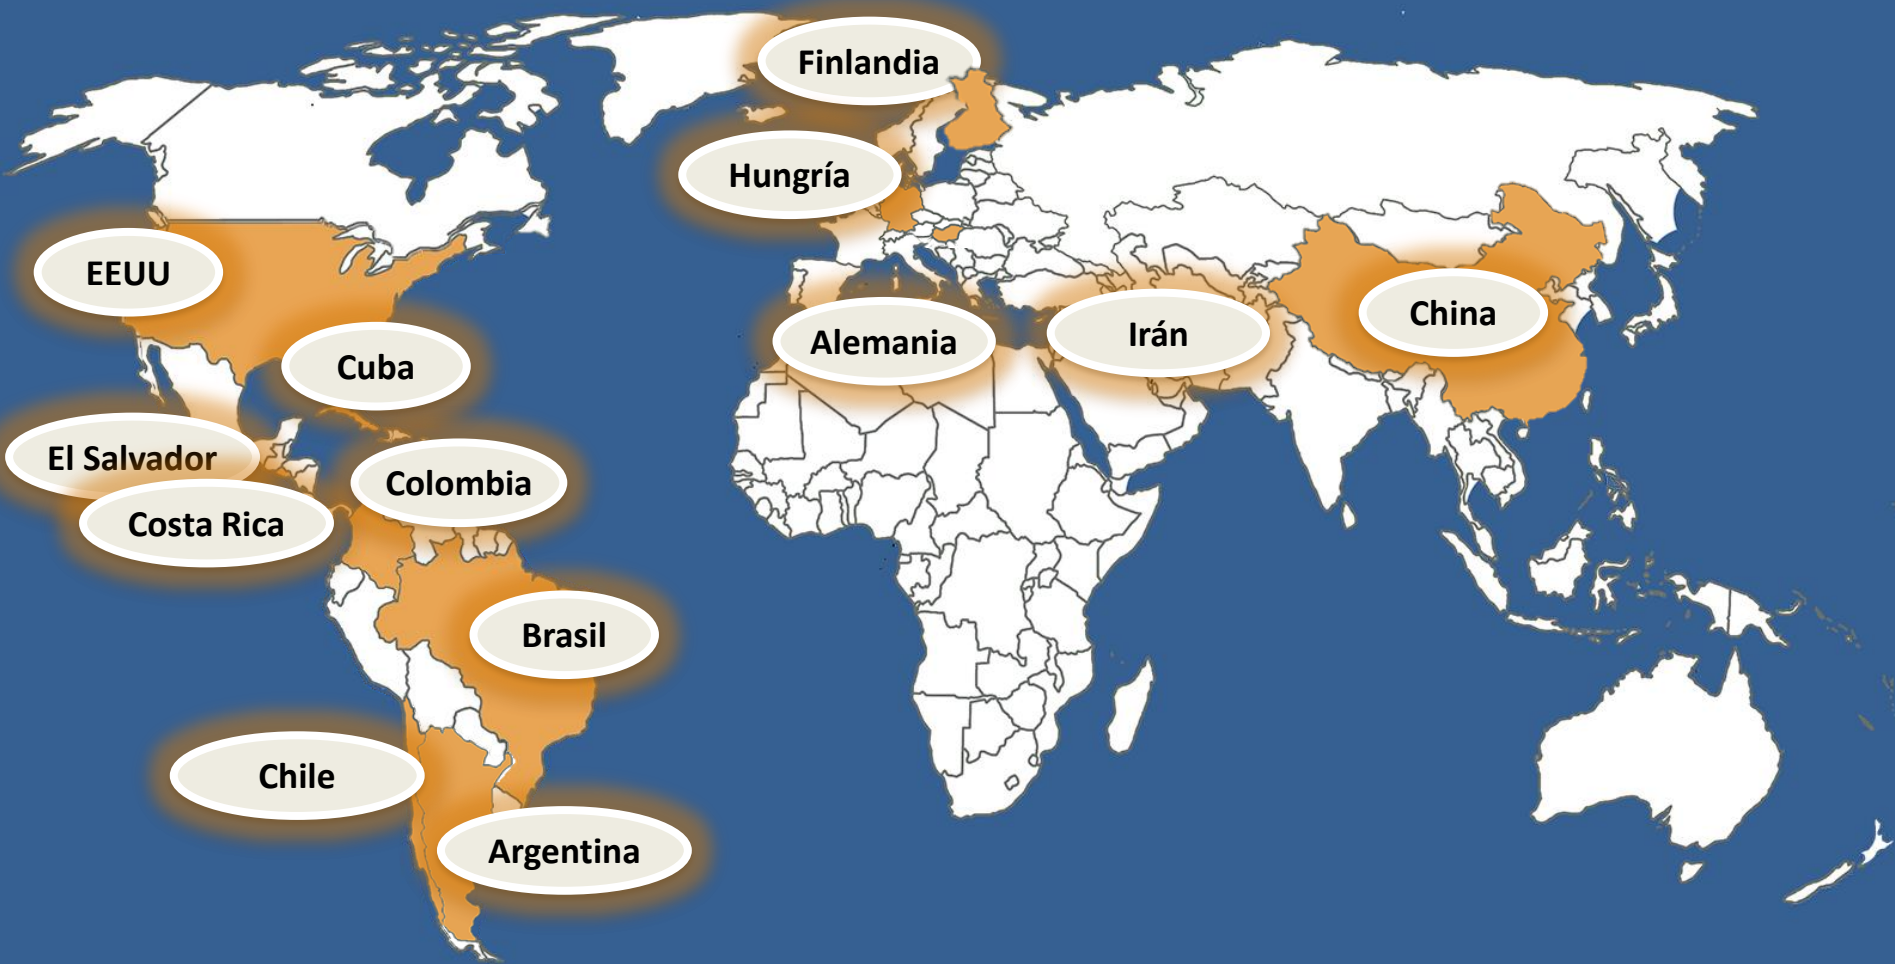 Finlandia
Hungría
EEUU
Cuba
Alemania
Irán
China
El Salvador
Colombia
Costa Rica
Brasil
Chile
Argentina